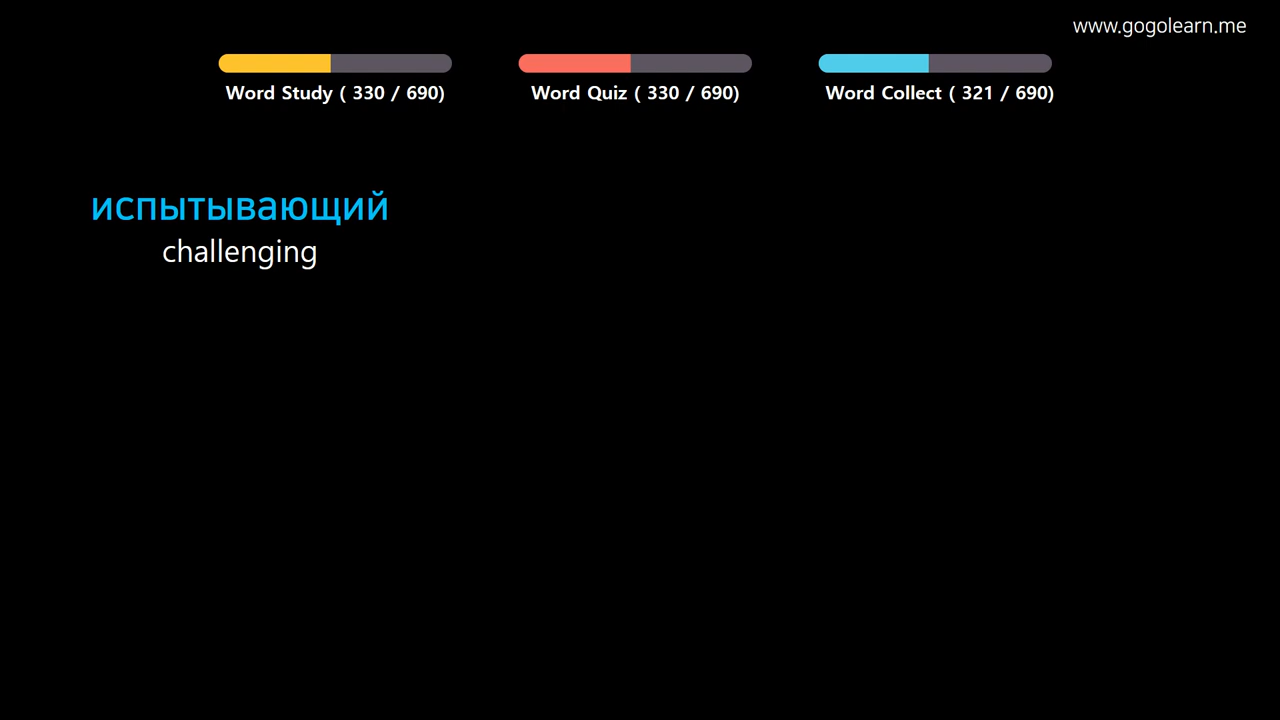 www.gogolearn.me
Word Study ( 330 / 690)
Word Quiz ( 330 / 690)
Word Collect ( 321 / 690)
испытывающий
challenging